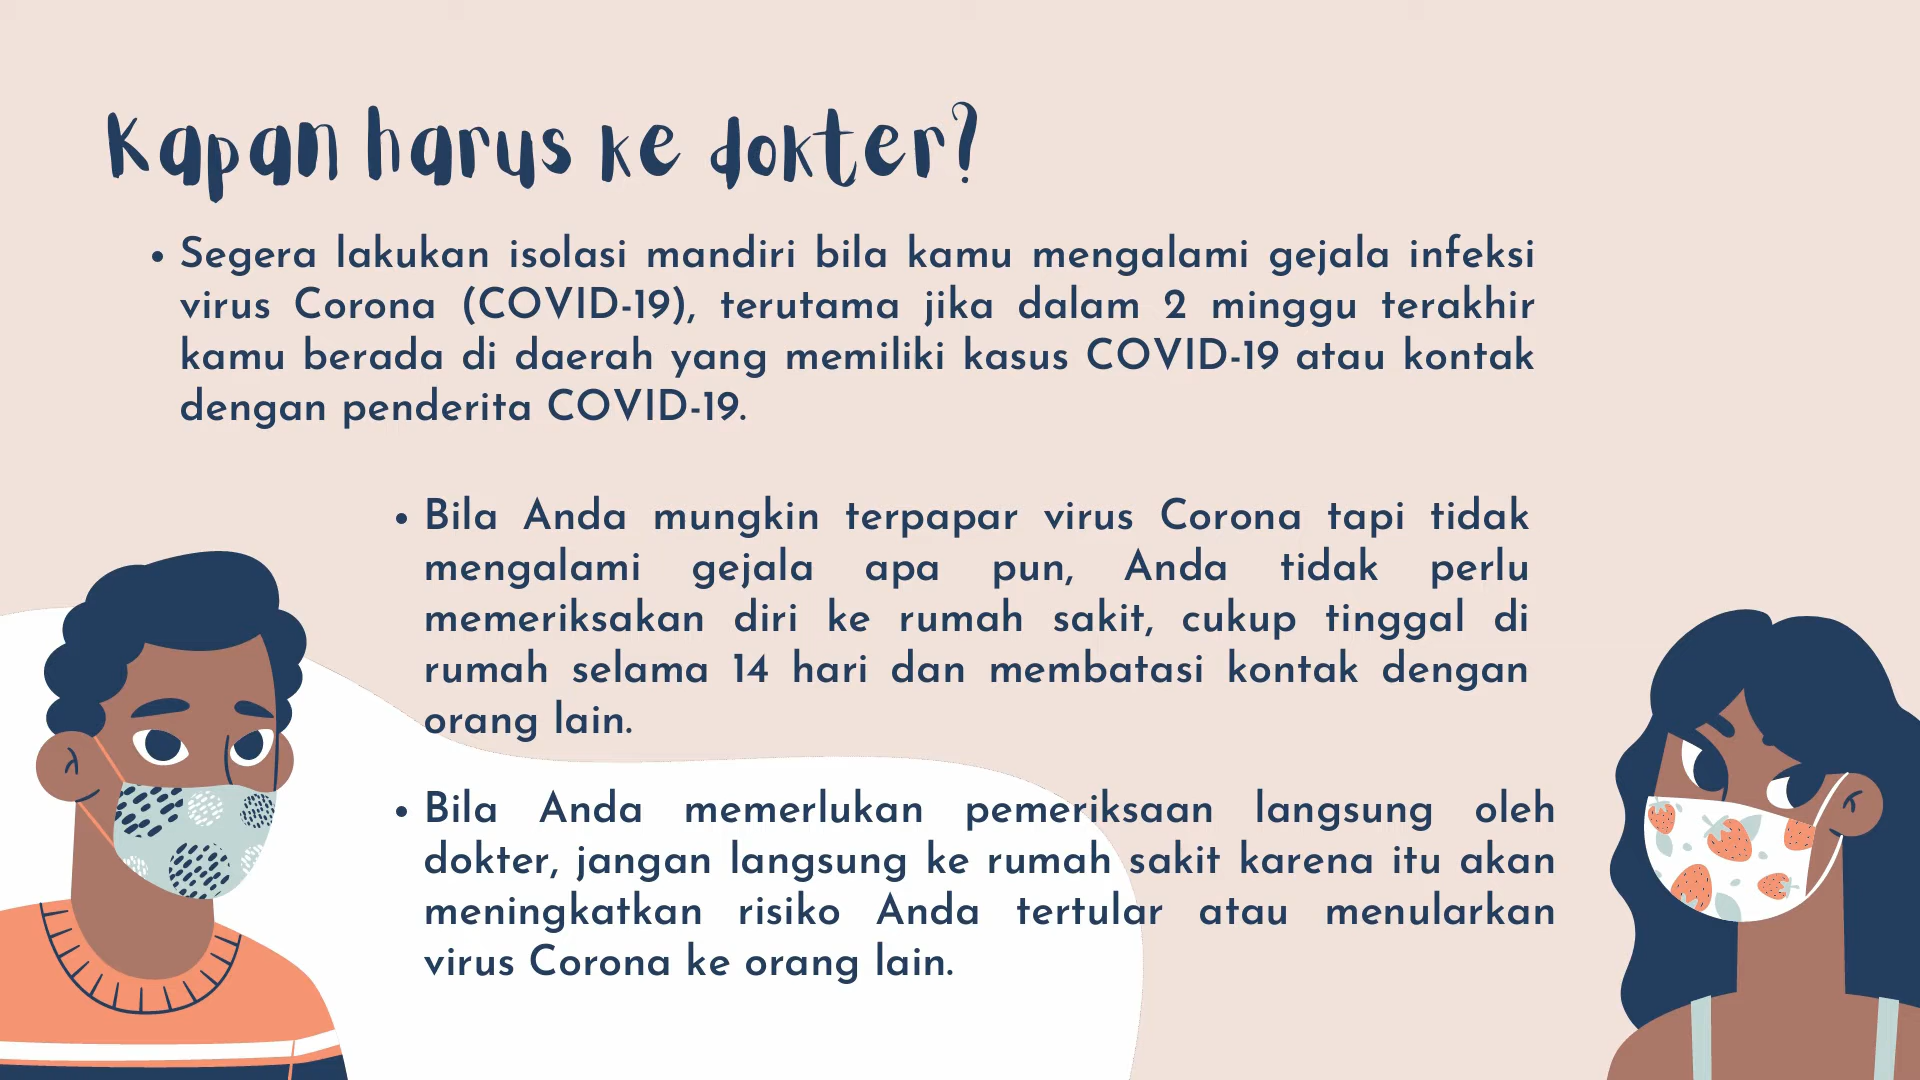 Kapan harus ke dokter?
• Segera lakukan isolasi mandiri bila kamu mengalami gejala infeksi
virus Corona (COVID-19), terutama jika dalam 2 minggu terakhir
kamu berada di daerah yang memiliki kasus COVID-19 atau kontak
dengan penderita COVID-19.
• Bila Anda mungkin terpapar virus Corona tapi tidak
mengalami gejala apa pun, Anda tidak perlu
memeriksakan diri ke rumah sakit, cukup tinggal di
rumah selama 14 hari dan membatasi kontak dengan
orang lain.
• Bila Anda memerlukan pemeriksaan langsung oleh
dokter, jangan langsung ke rumah sakit karena itu akan
meningkatkan risiko Anda tertular atau menularkan
virus Corona ke orang lain.